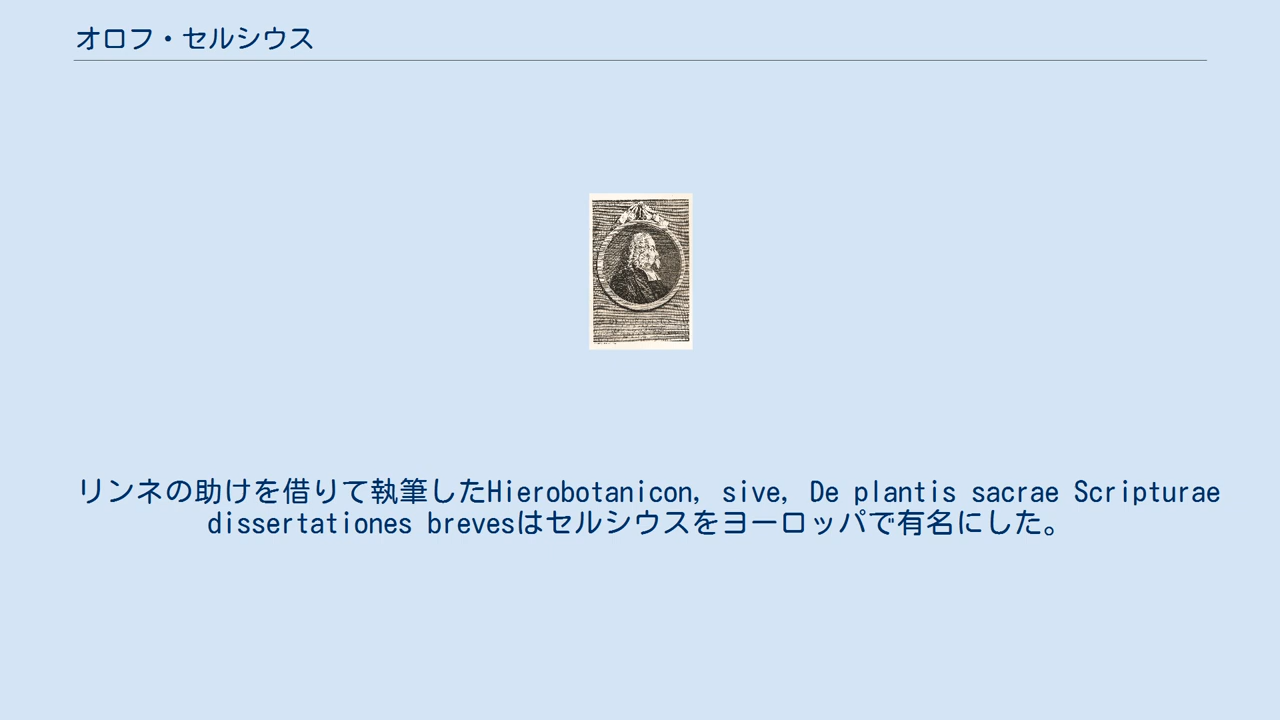 オロフ・セルシウス
リンネの助けを借りて執筆したHierobotanicon, sive, De plantis sacrae Scripturae
dissertationes brevesはセルシウスをヨーロッパで有名にした。